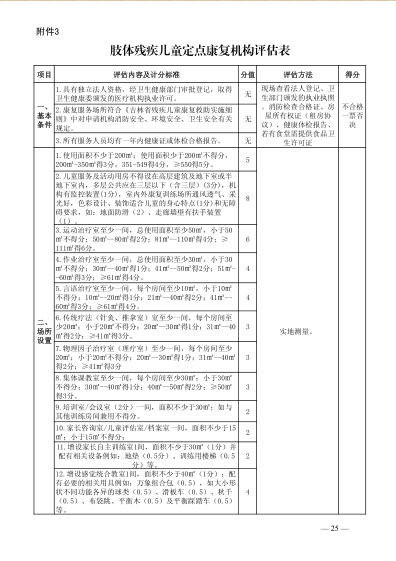 附件3
肢体残疾儿童定点康复机构评估表
项目 评估内容及计分标准 分值 评估方法 得分
一、基本条件
1.具有独立法人资格，经卫生健康部门审批登记，取得
卫生健康委颁发的医疗机构执业许可。
无
2.康复服务场所符合《吉林省残疾儿童康复救助实施细
则》中对申请机构消防安全、环境安全、卫生安全有关
规定。
无
3.所有服务人员均有一年内健康证或体检合格报告。
无
现场查看法人登记、卫
生部门颁发的执业执照
、消防检查合格证、房
屋所有权证（租房协
议）、健康体检报告、
若有食堂需提供食品卫
生许可证
不合格
一票否
决
二、场所设置
1.使用面积不少于200㎡；使用面积少于200㎡不得分，
200㎡-350㎡得3分，351-549得4分，≥550得5分。
5
2.儿童服务及活动用房不得设在高层建筑及地下室或半
地下室内，多层公共应在三层以下（含三层）(3分)，机
构有监控装置(1分)，室内外康复训练场所通风透气、采
光好，色彩设计、装饰适合儿童的身心特点(1分)和无障
碍要求，如：地面防滑（2）、走廊墙壁有扶手装置
（1）。
8
3.运动治疗室至少一间，总使用面积至少50㎡，小于50
㎡不得分；50㎡—80㎡得2分；81㎡—110㎡得4分；≥
111㎡得6分。
6
4.作业治疗室至少一间，总使用面积至少30㎡，小于30
㎡不得分；30㎡—40㎡得1分；41㎡—50㎡得2分；51㎡—
-60㎡得3分；≥61㎡得4分。
4
5.言语治疗室至少一间，每个房间至少10㎡，小于10㎡
不得分；10㎡—20㎡得1分；21㎡—40㎡得2分；41㎡—
60㎡得3分；≥61㎡得4分。
4
6.传统疗法（针灸、推拿室）室至少一间，每个房间至
少20㎡；小于20㎡不得分；20㎡—30㎡得1分；31㎡—40
㎡得2分；≥41㎡得3分。
3
7.物理因子治疗室（理疗室）至少一间，每个房间至少
20㎡；小于20㎡不得分；20㎡—30㎡得1分；31㎡—40㎡
得2分；≥41㎡得3分
3
8.集体课教室至少一间，每个房间至少30㎡；小于30㎡
不得分；30㎡—40㎡得1分；40㎡—50㎡得2分；≥50㎡
得3分。
3
9.培训室/会议室（2分）一间，面积不少于30㎡；如与
其他训练房间兼用不得分。
2
10.家长咨询室/儿童评估室/档案室一间，面积不少于15
㎡；小于15㎡不得分；
2
11.增设家长自主训练室1间，面积不少于30㎡（1分）并
配有相关设备例如：地垫（0.5分）、训练用楼梯（0.5
分）等。
2
12.增设感觉统合教室1间，面积不少于40㎡（1分）；配
有必要的相关用具例如：万象组合包（0.5）、如大小形
状不同功能各异的球类（0.5）、滑板车（0.5）、秋千
（0.5）、布袋跳、平衡木（0.5）及平衡踩踏车（0.5）
等。
4
实地测量。
— 25 —